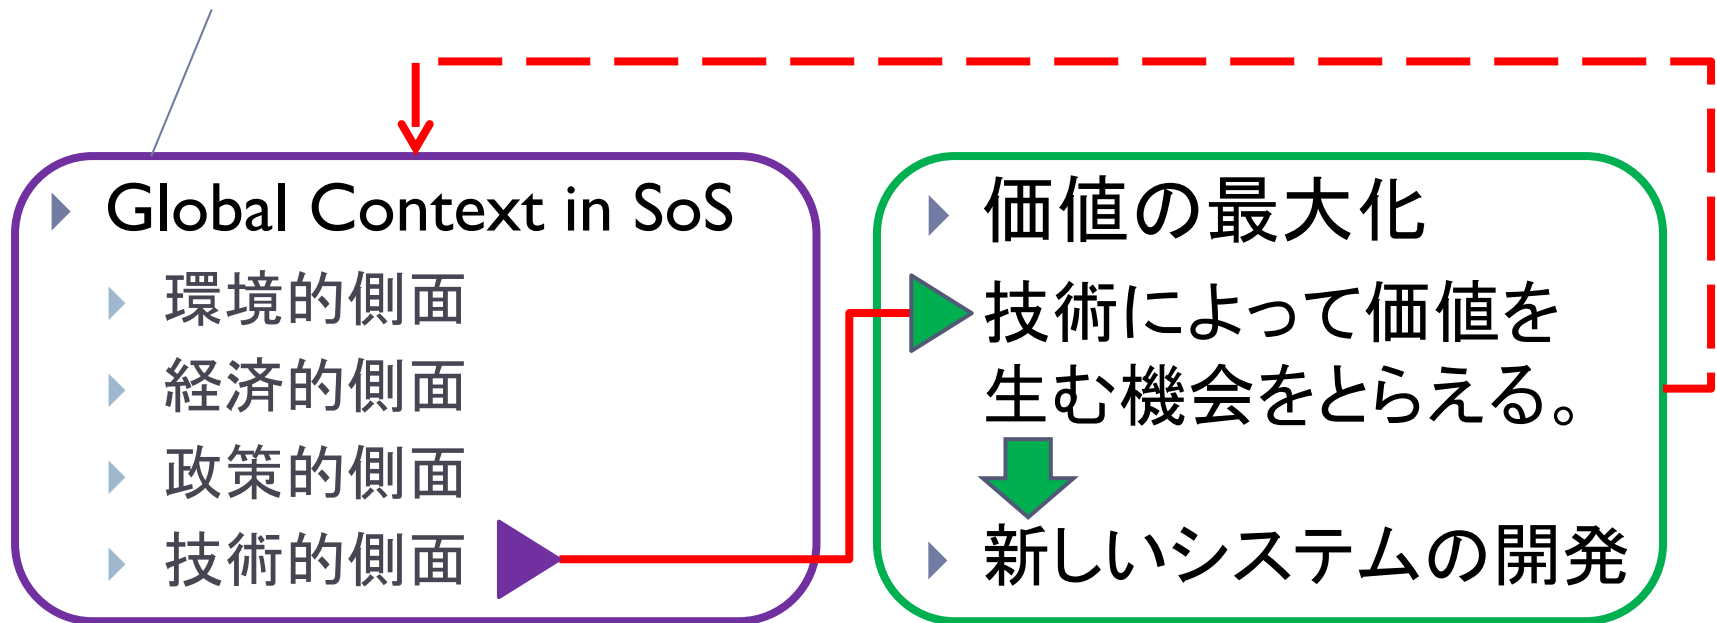 Global Context in SoS
環境的側面
経済的側面
政策的側面
技術的側面
価値の最大化
技術によって価値を
生む機会をとらえる。
新しいシステムの開発